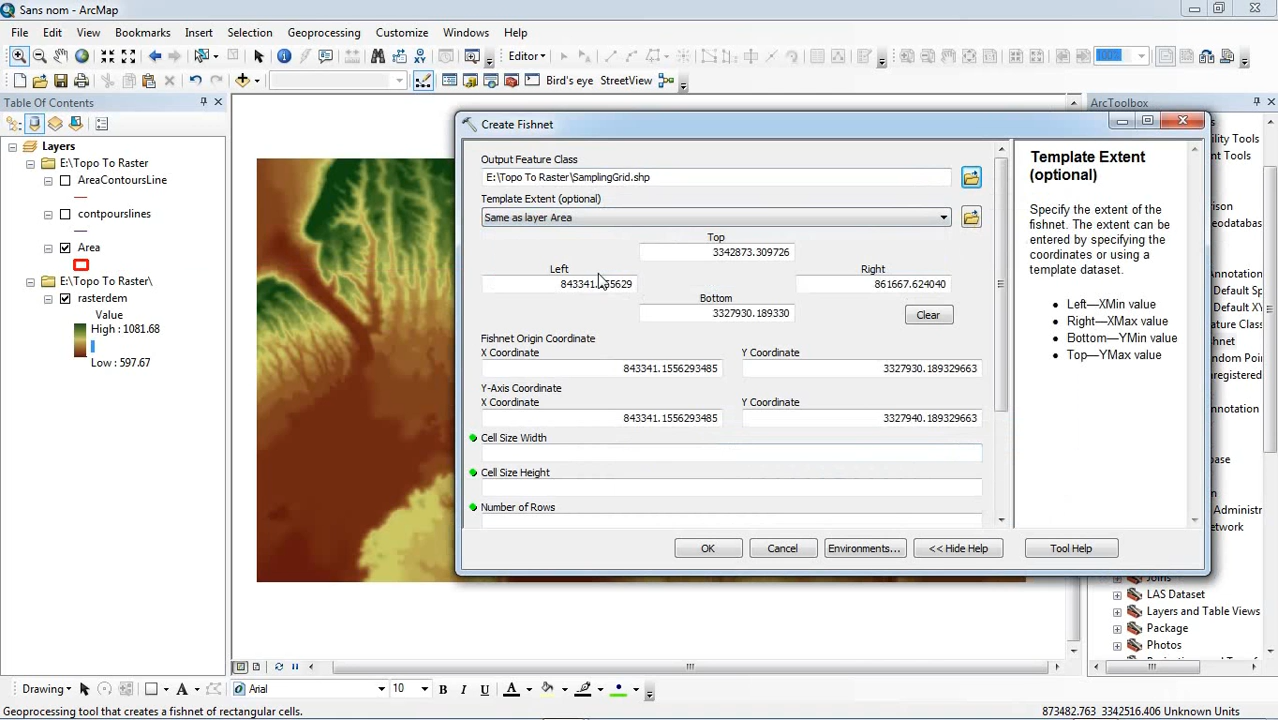 Sans nom - ArcMap
File Edit View Bookmarks Insert Selection Geoprocessing Customize Windows Help
Editor 100%
Bird's eye StreetView
Table Of Contents
Layers
E:\Topo To Raster
AreaContoursLine
contpourslines
Area
E:\Topo To Raster\
rasterdem
Value
High : 1081.68
Low : 597.67
Create Fishnet
Output Feature Class
E:\Topo To Raster\SamplingGrid.shp
Template Extent (optional)
Same as layer Area
Top
3342873.309726
Left
Right
861667.624040
Bottom
3327930.189330
Clear
Fishnet Origin Coordinate
X Coordinate Y Coordinate
843341.1556293485 3327930.189329663
Y-Axis Coordinate
X Coordinate Y Coordinate
843341.1556293485 3327940.189329663
Cell Size Width
Cell Size Height
Number of Rows
OK Cancel Environments... << Hide Help Tool Help
Template Extent
(optional)
Specify the extent of the
fishnet. The extent can be
entered by specifying the
coordinates or using a
template dataset.
• Left—XMin value
• Right—XMax value
• Bottom—YMin value
• Top—YMax value
ArcToolbox
Joins
LAS Dataset
Layers and Table Views
Package
Photos
Drawing Arial 10 B I U A
873482.763 3342516.406 Unknown Units
Geoprocessing tool that creates a fishnet of rectangular cells.